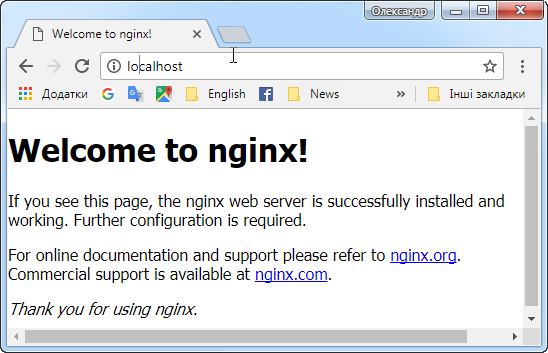 Олександр
Welcome to nginx!
localhost
Додатки English News » Інші закладки
Welcome to nginx!
If you see this page, the nginx web server is successfully installed and
working. Further configuration is required.
For online documentation and support please refer to nginx.org.
Commercial support is available at nginx.com.
Thank you for using nginx.